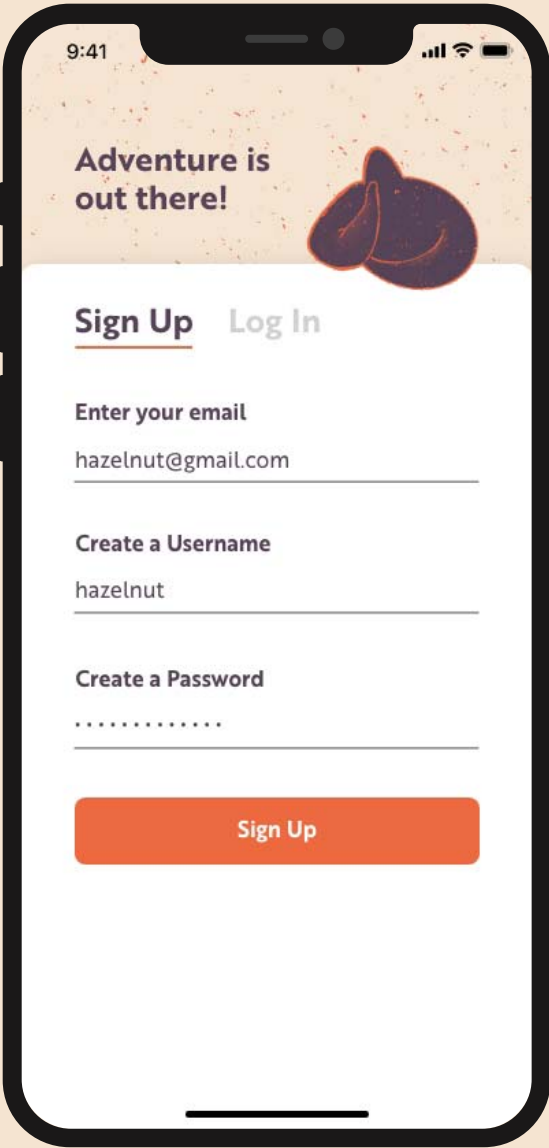 9:41
Adventure is
out there!
Sign Up Log In
Enter your email
hazelnut@gmail.com
Create a Username
hazelnut
Create a Password
.............
Sign Up